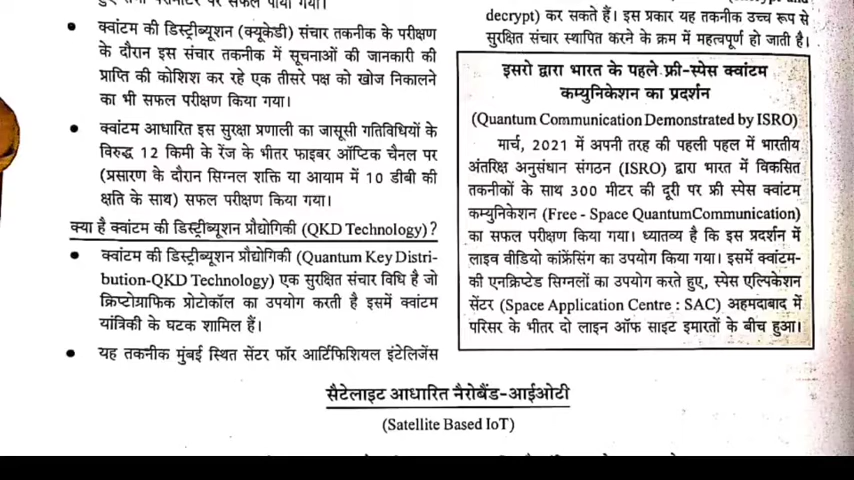 क्वांटम की डिस्ट्रीब्यूशन (क्यूकेडी) संचार तकनीक के परीक्षण
के दौरान इस संचार तकनीक में सूचनाओं की जानकारी की
प्राप्ति की कोशिश कर रहे एक तीसरे पक्ष को खोज निकालने
का भी सफल परीक्षण किया गया।
क्वांटम आधारित इस सुरक्षा प्रणाली का जासूसी गतिविधियों के
विरुद्ध 12 किमी के रेंज के भीतर फाइबर ऑप्टिक चैनल पर
(प्रसारण के दौरान सिग्नल शक्ति या आयाम में 10 डीबी की
क्षति के साथ) सफल परीक्षण किया गया।
क्या है क्वांटम की डिस्ट्रीब्यूशन प्रौद्योगिकी (QKD Technology)?
क्वांटम की डिस्ट्रीब्यूशन प्रौद्योगिकी (Quantum Key Distri-
bution-QKD Technology) एक सुरक्षित संचार विधि है जो
क्रिप्टोग्राफिक प्रोटोकॉल का उपयोग करती है इसमें क्वांटम
यांत्रिकी के घटक शामिल हैं।
यह तकनीक मुंबई स्थित सेंटर फॉर आर्टिफिशियल इंटेलिजेंस
decrypt) कर सकते हैं। इस प्रकार यह तकनीक उच्च रूप से
सुरक्षित संचार स्थापित करने के क्रम में महत्वपूर्ण हो जाती है।
इसरो द्वारा भारत के पहले फ्री-स्पेस क्वांटम
कम्युनिकेशन का प्रदर्शन
(Quantum Communication Demonstrated by ISRO)
मार्च, 2021 में अपनी तरह की पहली पहल में भारतीय
अंतरिक्ष अनुसंधान संगठन (ISRO) द्वारा भारत में विकसित
तकनीकों के साथ 300 मीटर की दूरी पर फ्री स्पेस क्वांटम
कम्युनिकेशन (Free - Space QuantumCommunication)
का सफल परीक्षण किया गया। ध्यातव्य है कि इस प्रदर्शन में
लाइव वीडियो कांफ्रेंसिंग का उपयोग किया गया। इसमें क्वांटम-
की एनक्रिप्टेड सिग्नलों का उपयोग करते हुए, स्पेस एल्पिकेशन
सेंटर (Space Application Centre : SAC) अहमदाबाद में
परिसर के भीतर दो लाइन ऑफ साइट इमारतों के बीच हुआ।
सैटेलाइट आधारित नैरोबैंड-आईओटी
(Satellite Based IoT)